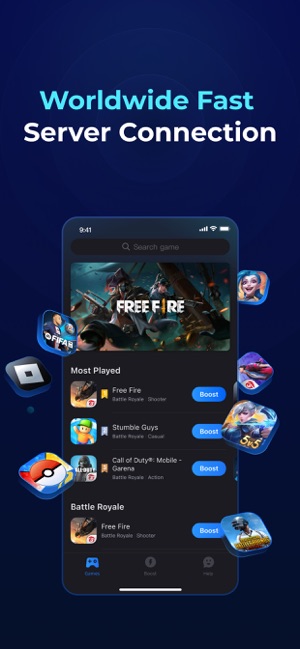 Worldwide Fast
Server Connection
9:41
Search game
FREE FIRE
Most Played
Free Fire
Battle Royale Shooter
Boost
Stumble Guys
Battle Royale Casual
Boost
Call of Duty®: Mobile -
Garena
Battle Royale Action
Boost
Battle Royale
Free Fire
Battle Royale Shooter
Boost
Games
Boost
Help
FIFA
5v5